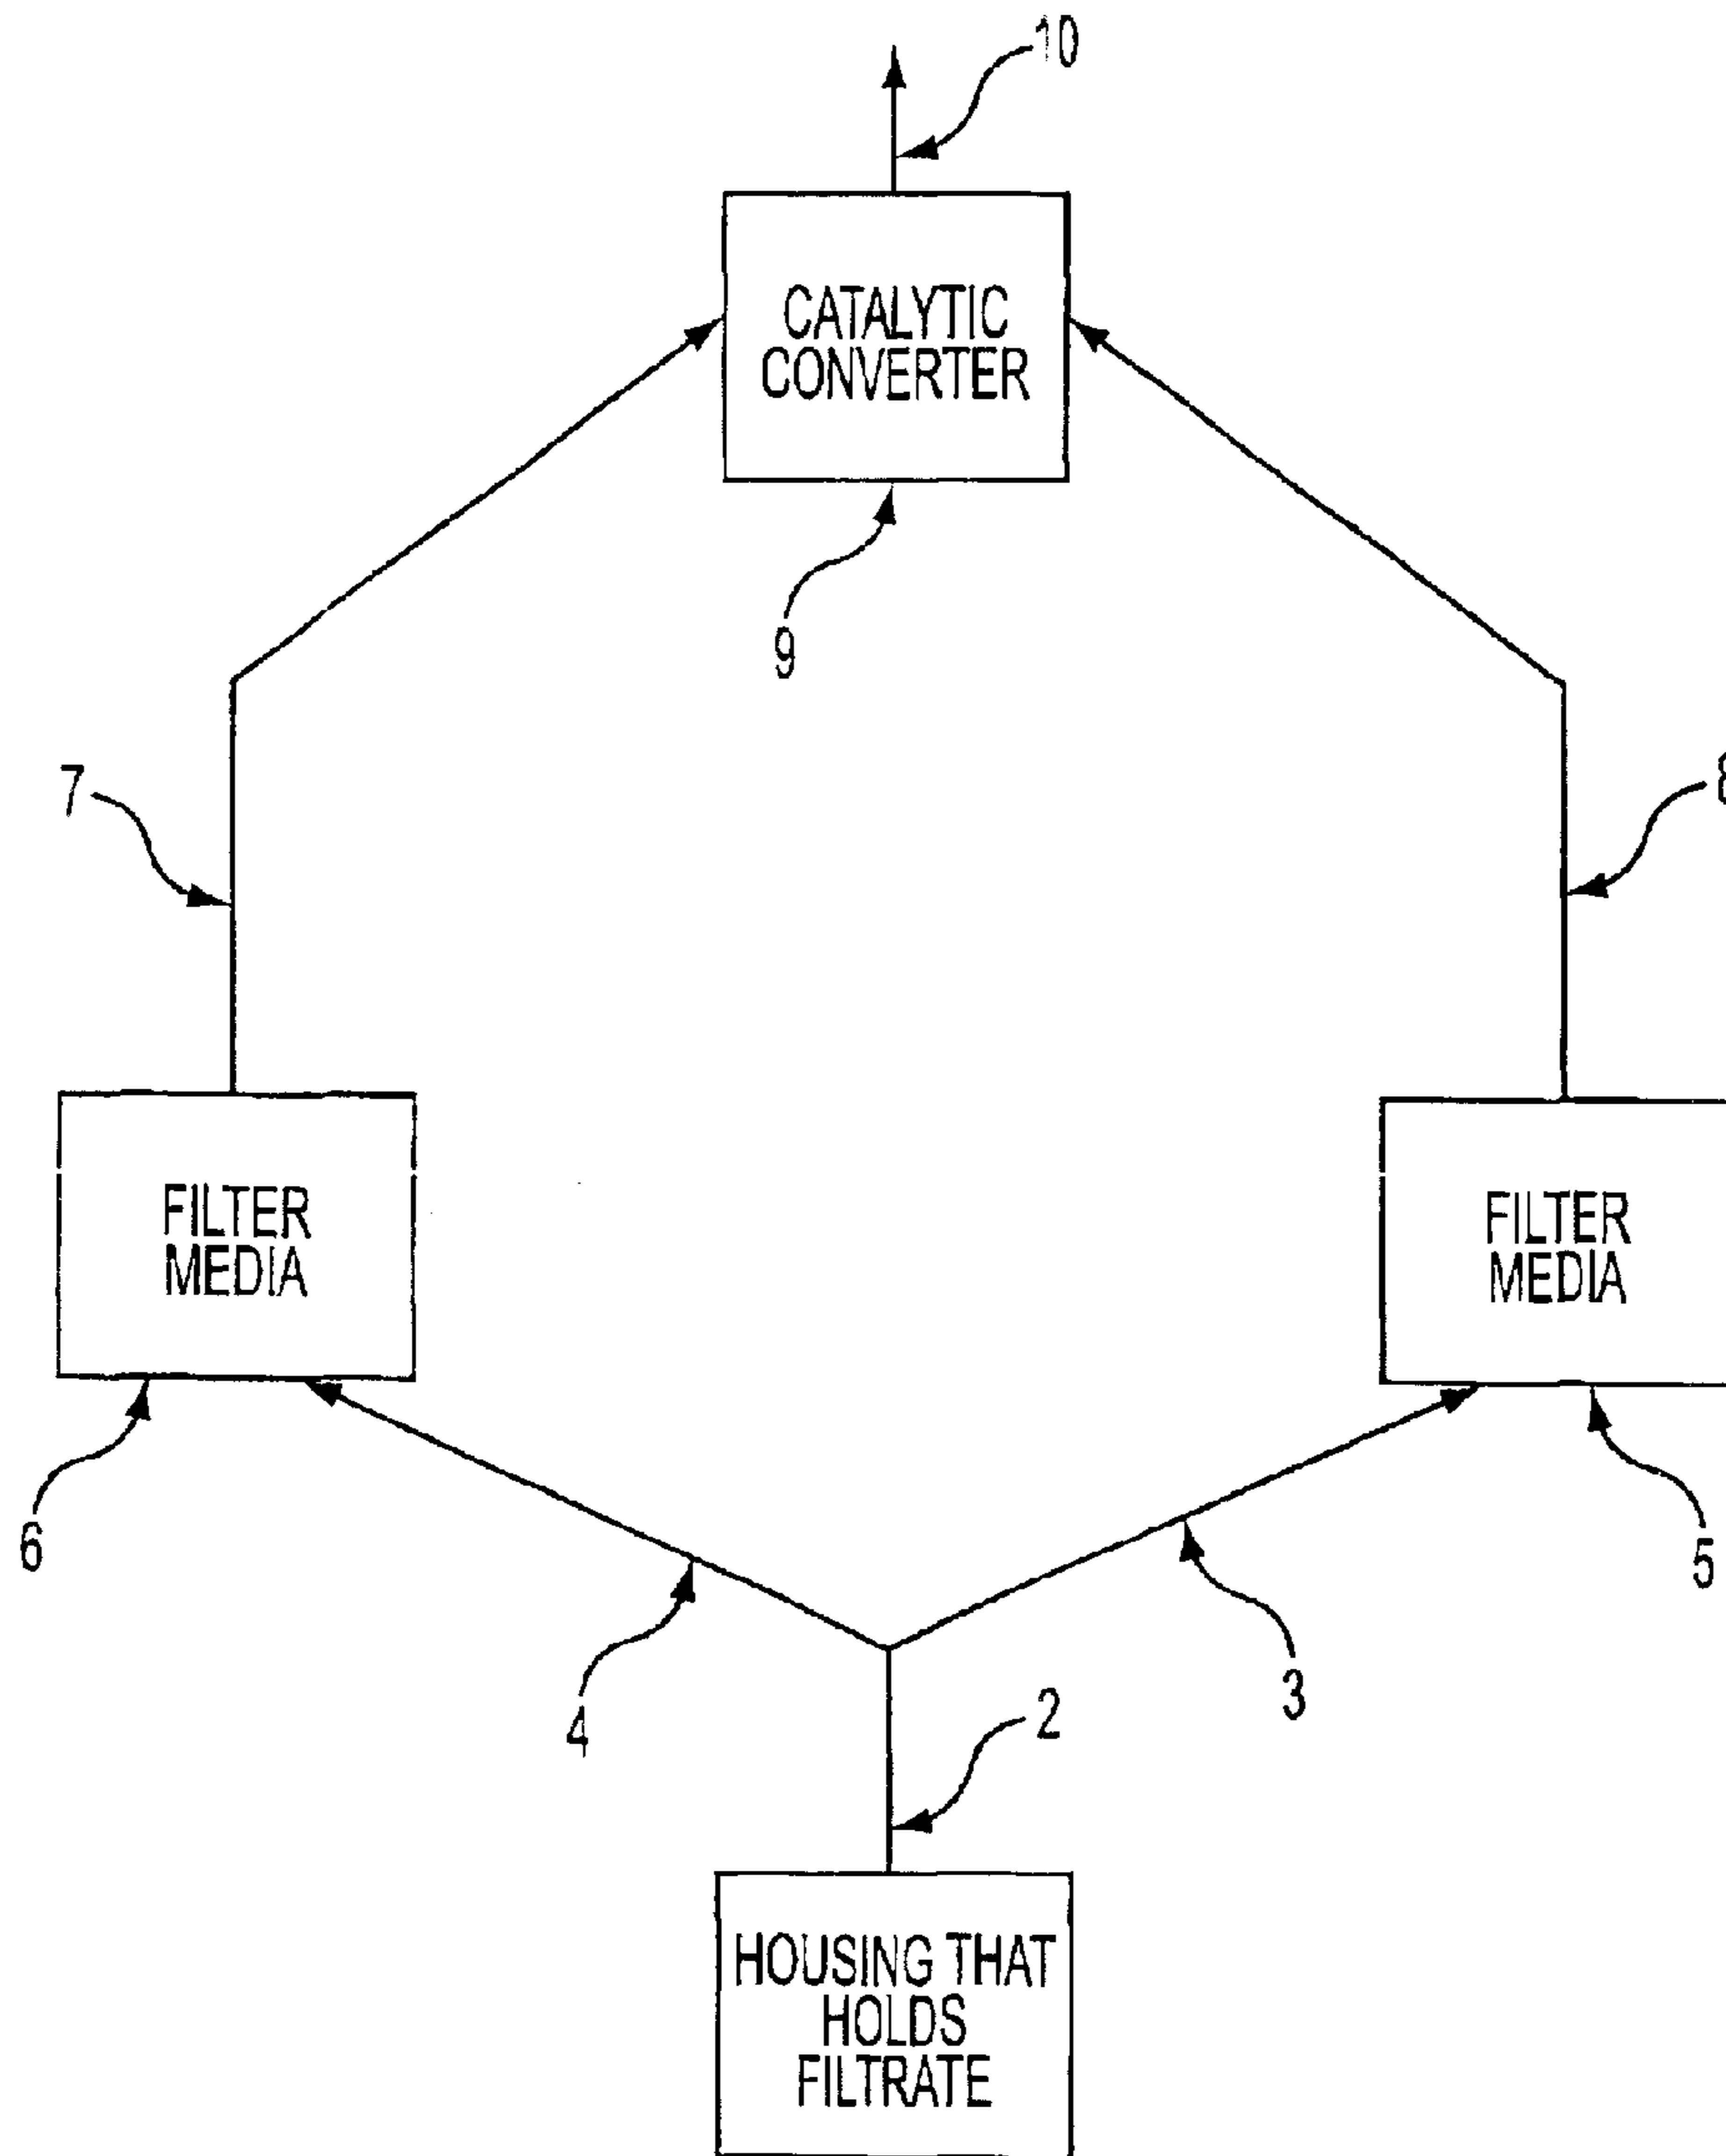 10
CATALYTIC
CONVERTER
9
7
8
FILTER
MEDIA
FILTER
MEDIA
6
5
4
3
2
HOUSING THAT
HOLDS
FILTRATE